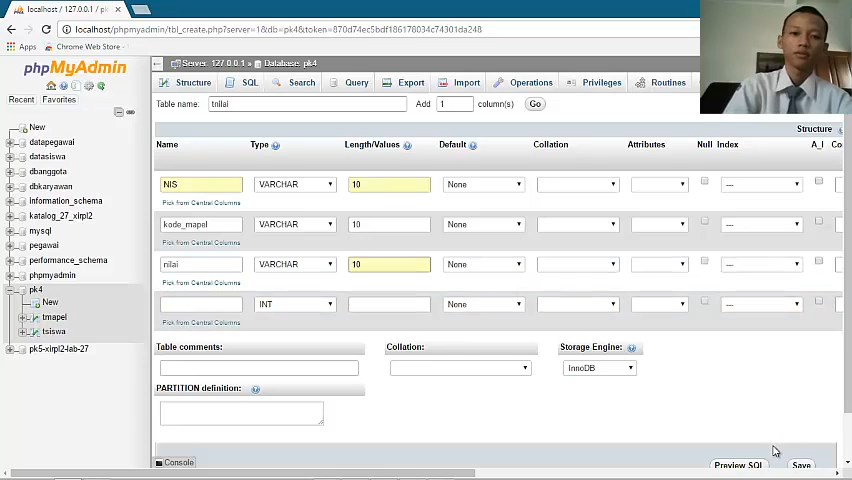 localhost / 127.0.0.1 / pk
localhost/phpmyadmin/tbl_create.php?server=1&db=pk4&token=870d74ec5bdf186178034c74301da248
Apps
Chrome Web Store
phpMyAdmin
Recent
Favorites
New
datapegawai
datasiswa
dbanggota
dbkaryawan
information_schema
katalog_27_xirpl2
mysql
pegawai
performance_schema
phpmyadmin
pk4
New
tmapel
tsiswa
pk5-xirpl2-lab-27
Server: 127.0.0.1 » Database: pk4
Structure SQL Search Query Export Import Operations Privileges Routines
Table name: tnilai Add 1 column(s) Go
Structure
Name Type Length/Values Default Collation Attributes Null Index A_I Co
NIS VARCHAR 10 None ---
Pick from Central Columns
kode_mapel VARCHAR 10 None ---
Pick from Central Columns
nilai VARCHAR 10 None ---
Pick from Central Columns
INT None ---
Pick from Central Columns
Table comments: Collation: Storage Engine:
InnoDB
PARTITION definition:
Console
Preview SQL Save